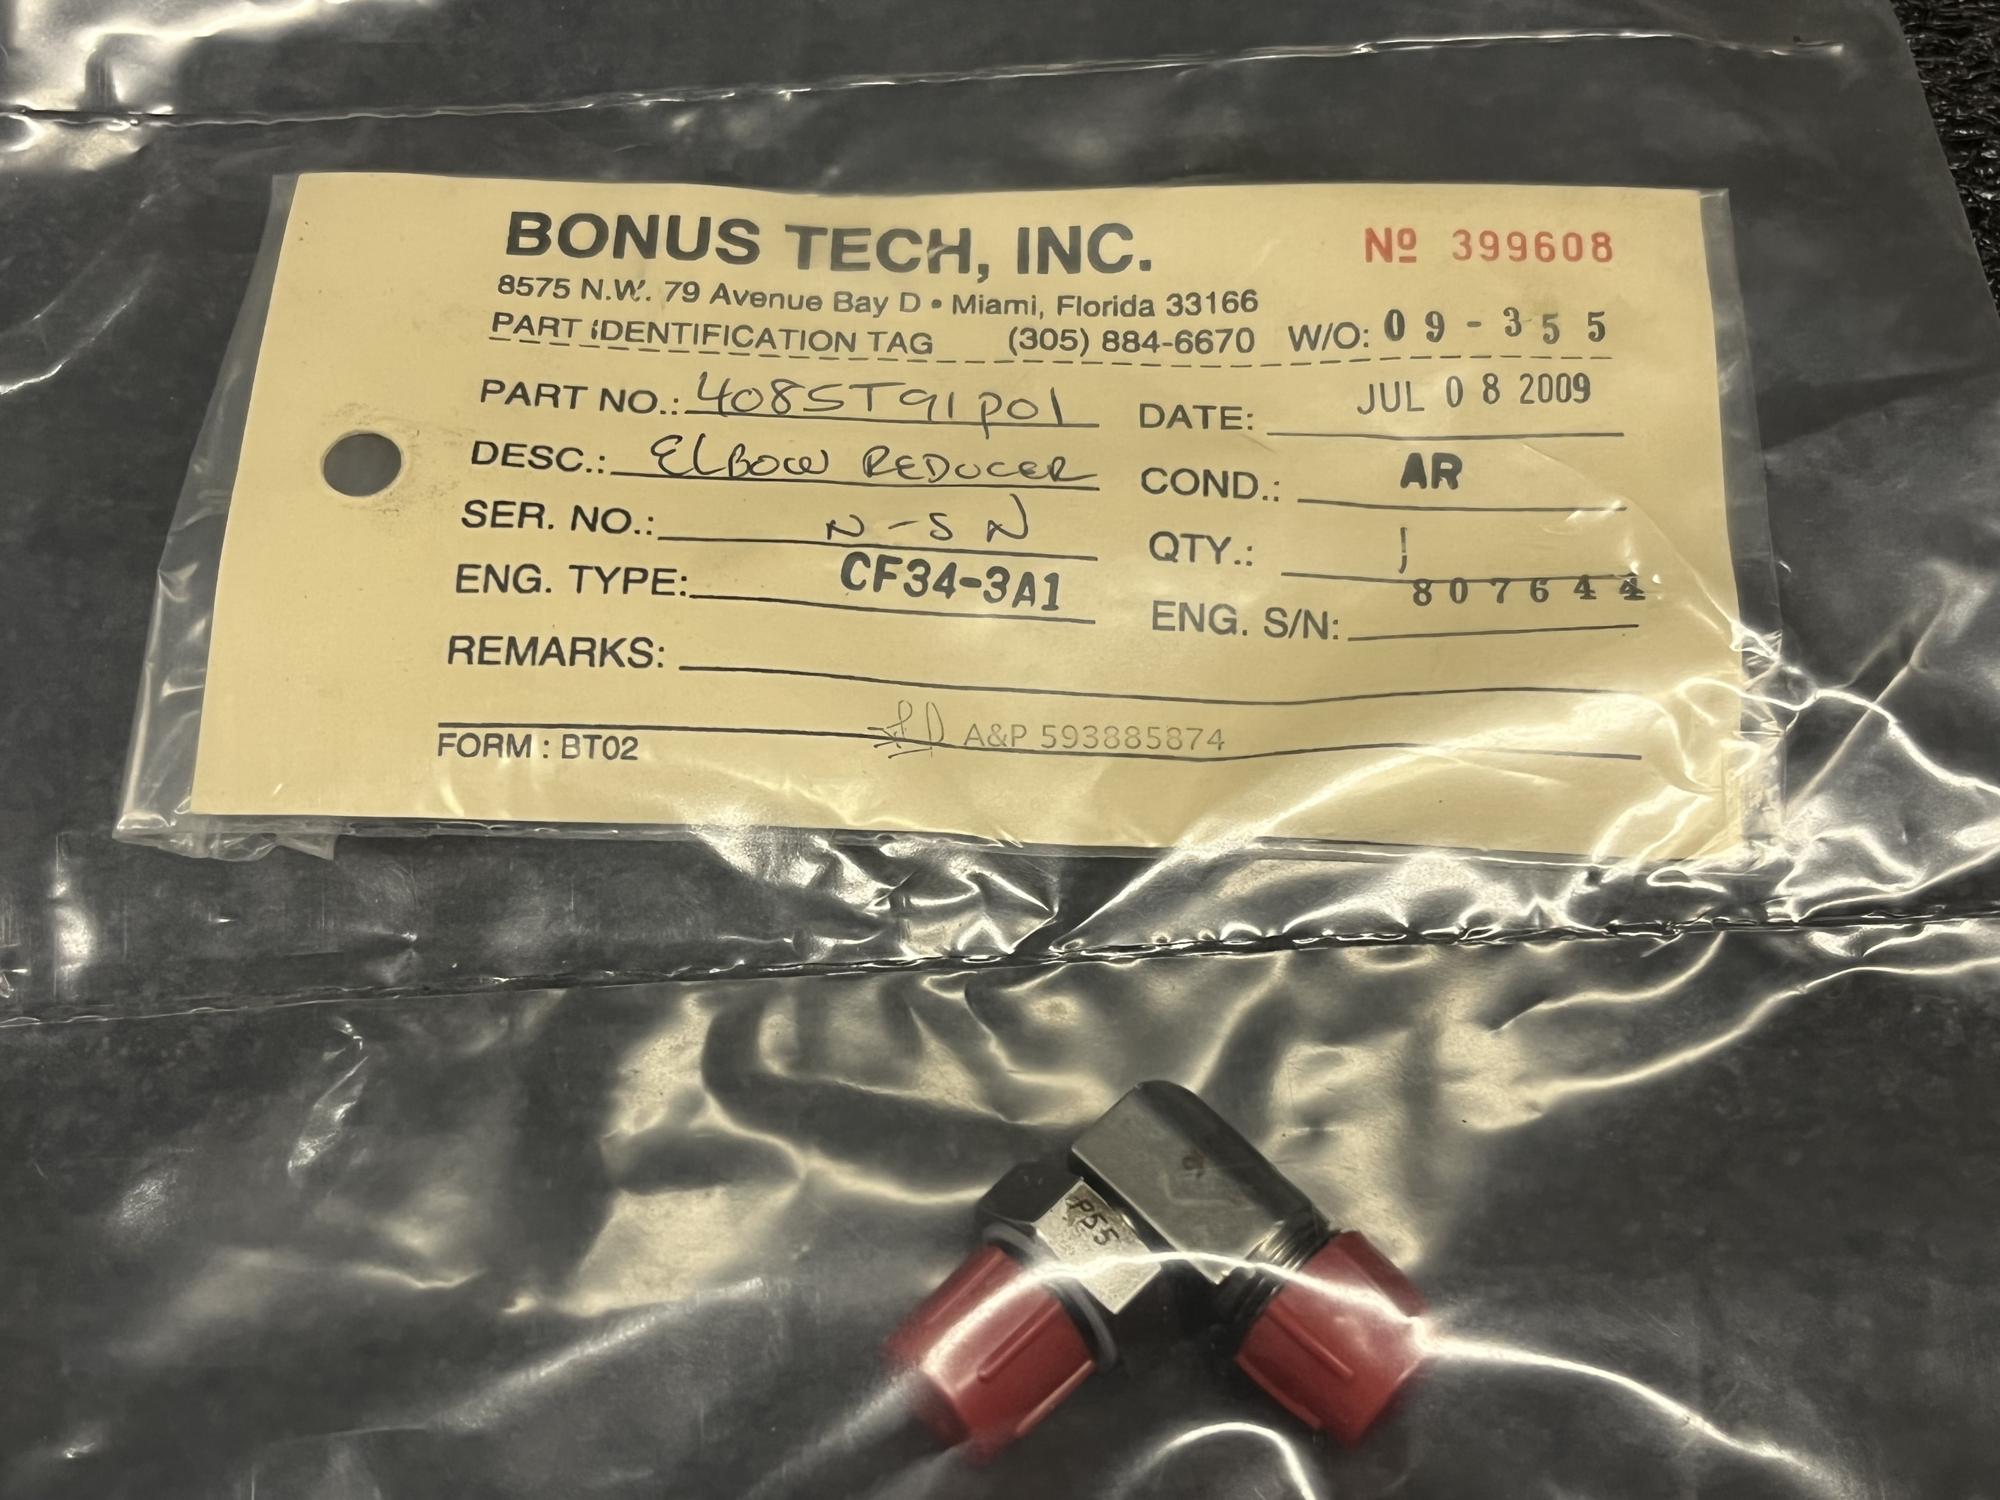 BONUS TECH, INC.
Nº 399608
8575 N.W. 79 Avenue Bay D • Miami, Florida 33166
PART IDENTIFICATION TAG (305) 884-6670 W/O: 09-355
PART NO.: 4085T91P01 DATE: JUL 08 2009
DESC.: ELBOW REDUCER COND.: AR
SER. NO.: N-SN QTY.: 1
ENG. TYPE: CF34-3A1 ENG. S/N: 807644
REMARKS:
A&P 593885874
FORM : BT02
P55